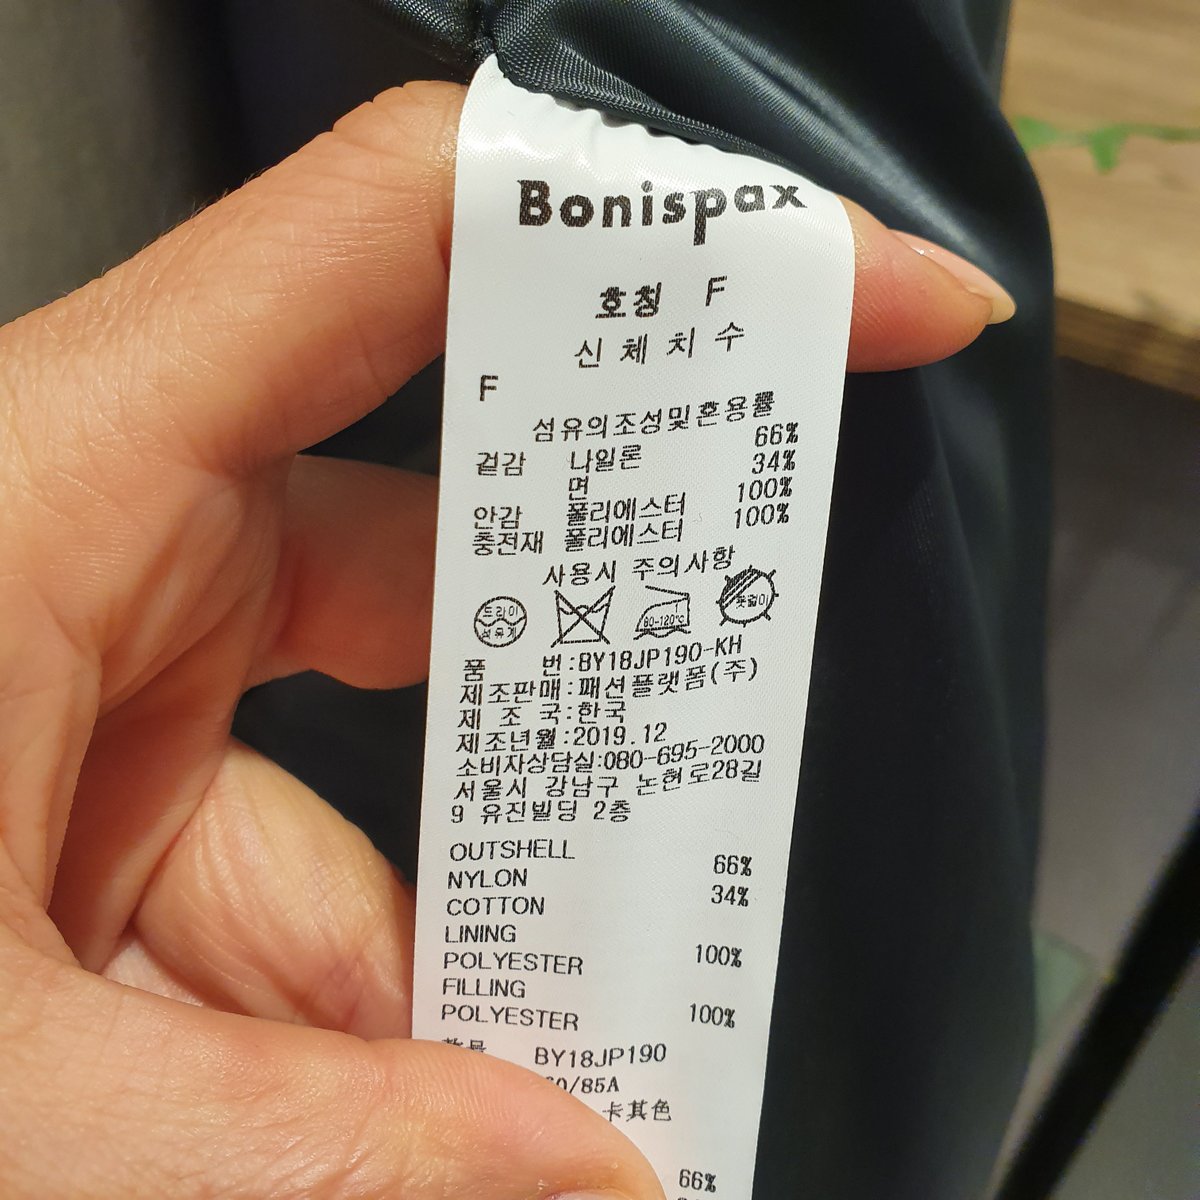 Bonispax
호칭 F
신체치수
F
섬유의조성및혼용률
겉감 나일론 66%
면 34%
안감 폴리에스터 100%
충전재 폴리에스터 100%
사용시 주의사항
드라이
석유계
80-120℃
옷걸이
품 번:BY18JP190-KH
제조판매:패션플랫폼(주)
제 조 국:한국
제조년월:2019.12
소비자상담실:080-695-2000
서울시 강남구 논현로28길
9 유진빌딩 2층
OUTSHELL
NYLON 66%
COTTON 34%
LINING
POLYESTER 100%
FILLING
POLYESTER 100%
BY18JP190
/85A
卡其色
66%